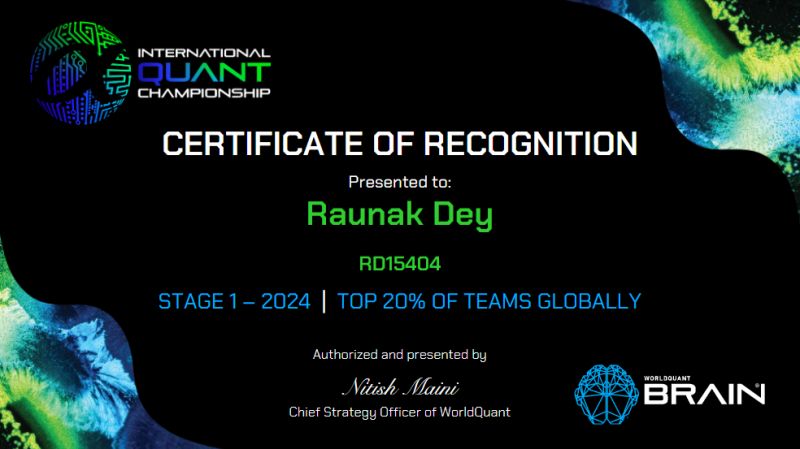 INTERNATIONAL
QUANT
CHAMPIONSHIP
CERTIFICATE OF RECOGNITION
Presented to:
Raunak Dey
RD15404
STAGE 1 – 2024 | TOP 20% OF TEAMS GLOBALLY
Authorized and presented by
Nitish Maini
Chief Strategy Officer of WorldQuant
WORLDQUANT
BRAIN®